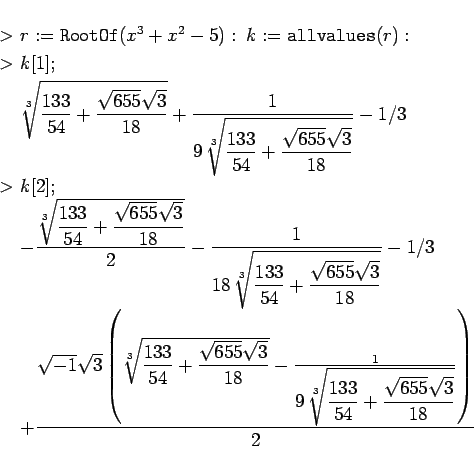 > r := RootOf(x^3 + x^2 − 5) : k := allvalues(r) :
> k[1];
\sqrt[3]{\frac{133}{54} + \frac{\sqrt{655}\sqrt{3}}{18}} + \frac{1}{9 \sqrt[3]{\frac{133}{54} + \frac{\sqrt{655}\sqrt{3}}{18}}} − 1/3
> k[2];
−\frac{\sqrt[3]{\frac{133}{54} + \frac{\sqrt{655}\sqrt{3}}{18}}}{2} − \frac{1}{18 \sqrt[3]{\frac{133}{54} + \frac{\sqrt{655}\sqrt{3}}{18}}} − 1/3
+\frac{\sqrt{-1}\sqrt{3} \left( \sqrt[3]{\frac{133}{54} + \frac{\sqrt{655}\sqrt{3}}{18}} − \frac{1}{9 \sqrt[3]{\frac{133}{54} + \frac{\sqrt{655}\sqrt{3}}{18}}} \right)}{2}